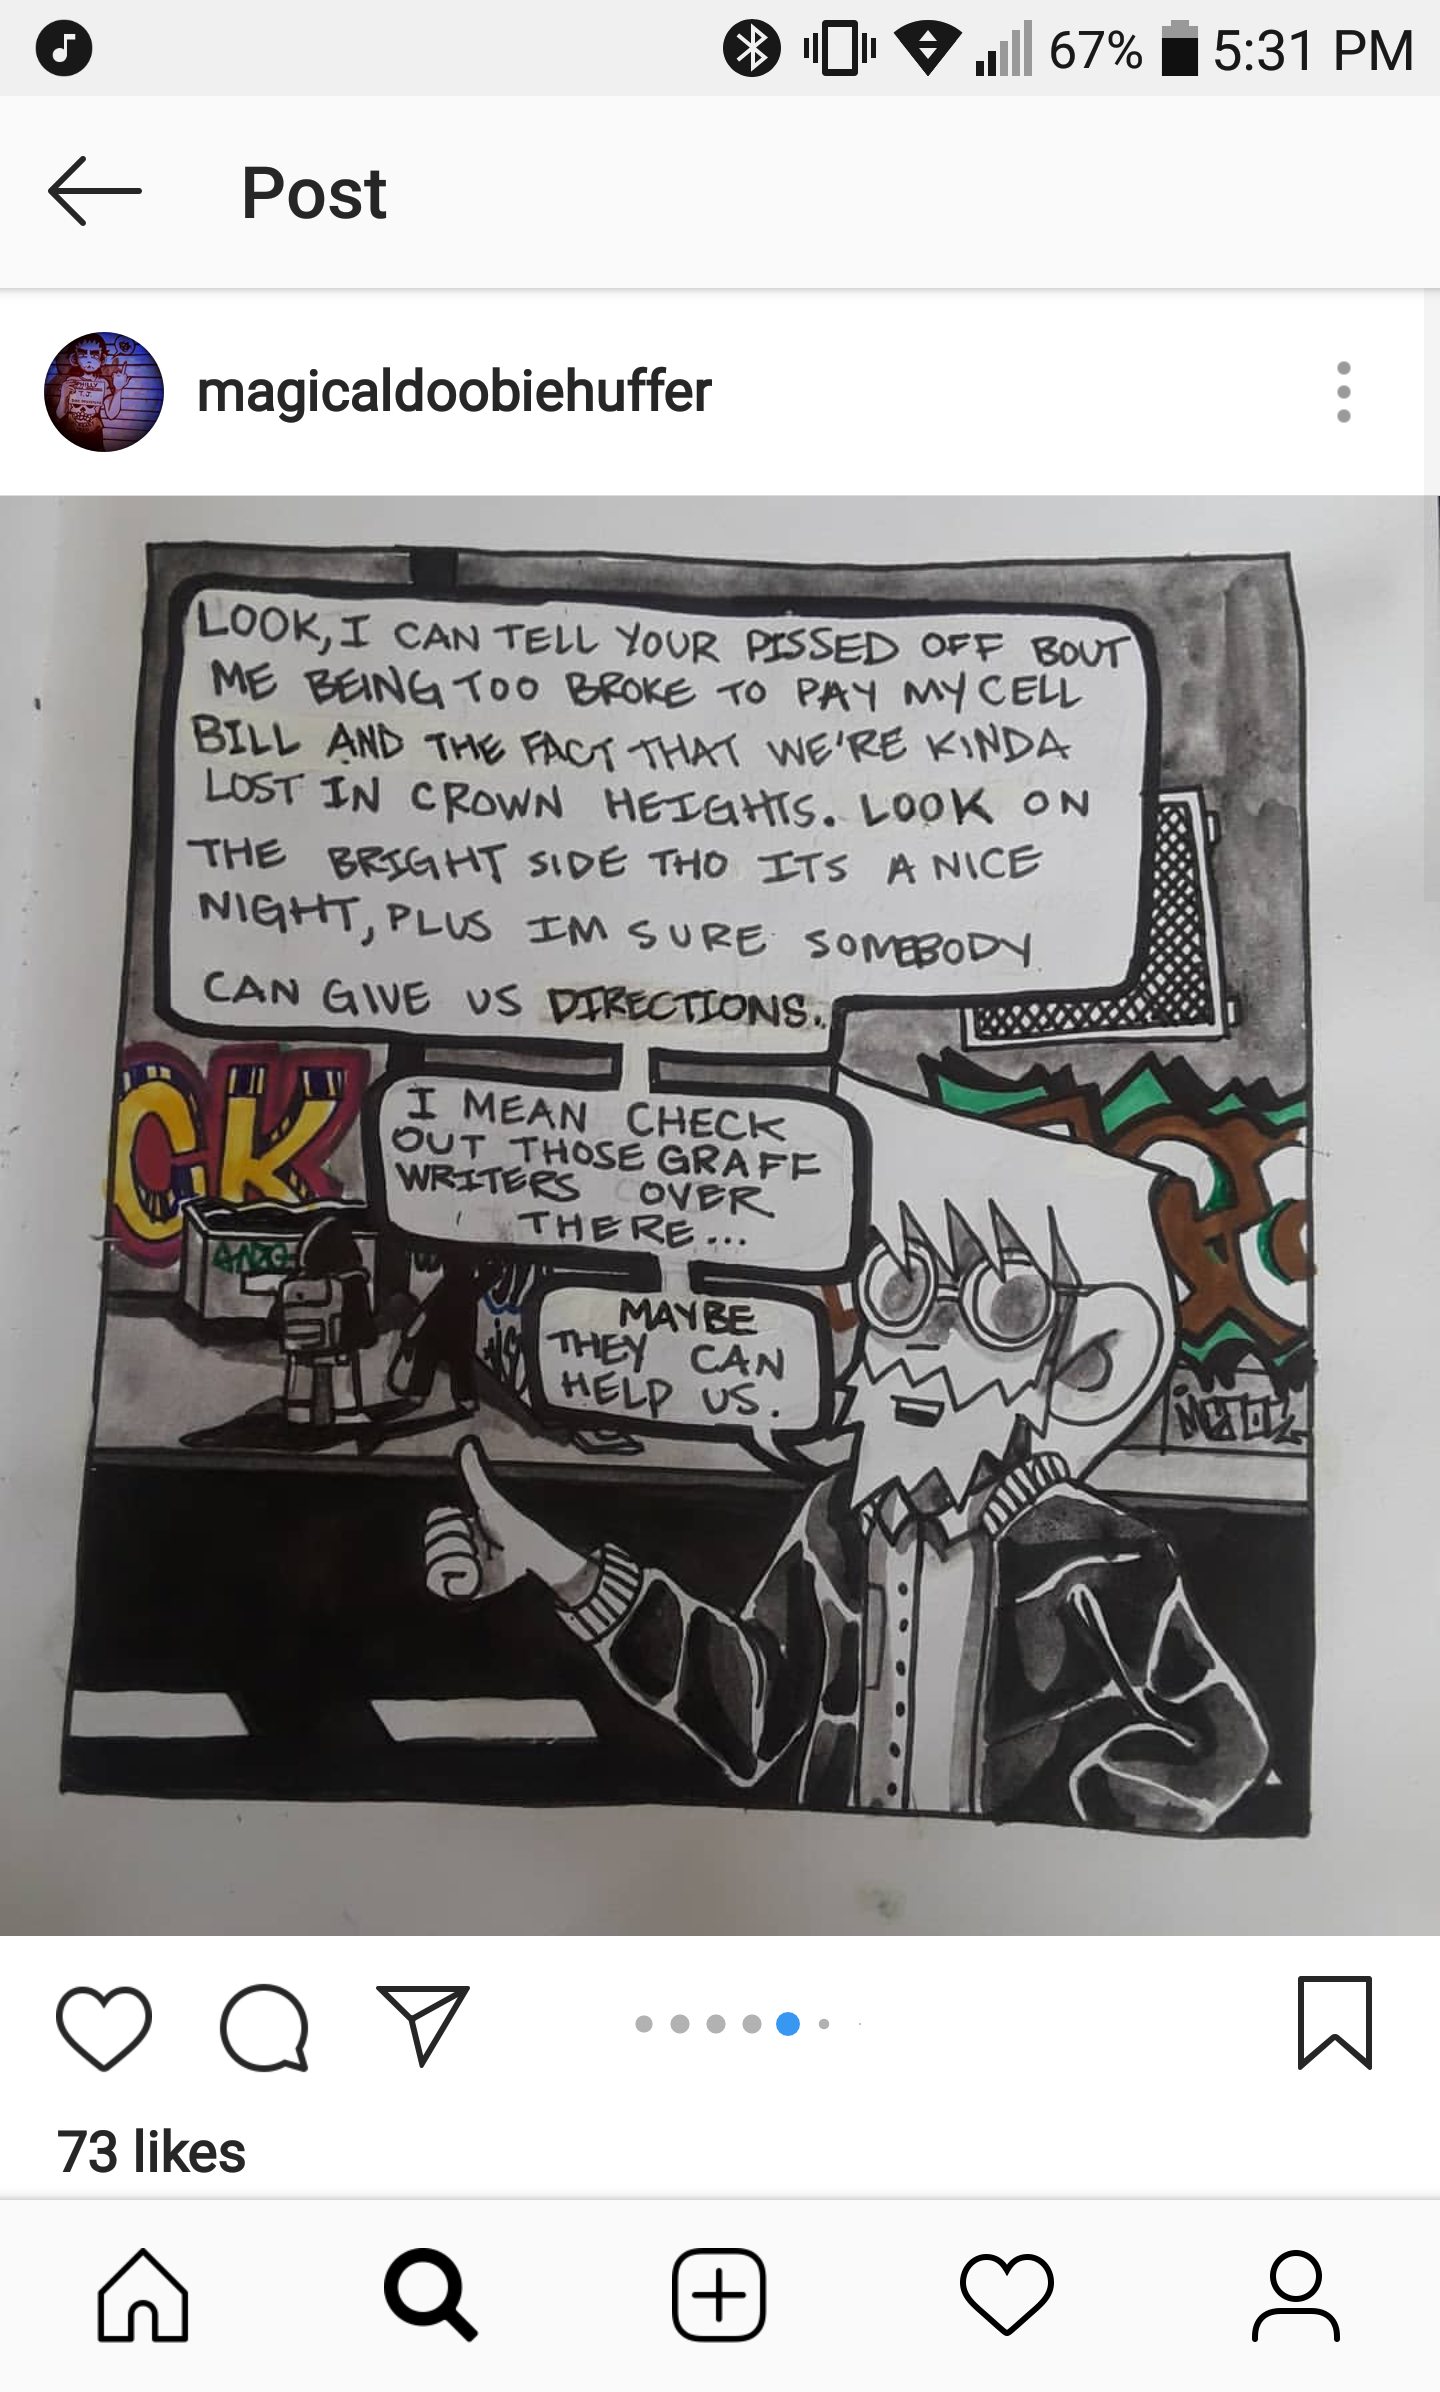 67% 5:31 PM
Post
magicaldoobiehuffer
LOOK, I CAN TELL YOUR PISSED OFF BOUT
ME BEING TOO BROKE TO PAY MY CELL
BILL AND THE FACT THAT WE'RE KINDA
LOST IN CROWN HEIGHTS. LOOK ON
THE BRIGHT SIDE THO ITS A NICE
NIGHT, PLUS IM SURE SOMEBODY
CAN GIVE US DIRECTIONS.
I MEAN CHECK
OUT THOSE GRAFF
WRITERS OVER
THERE...
MAYBE
THEY CAN
HELP US.
CK
73 likes